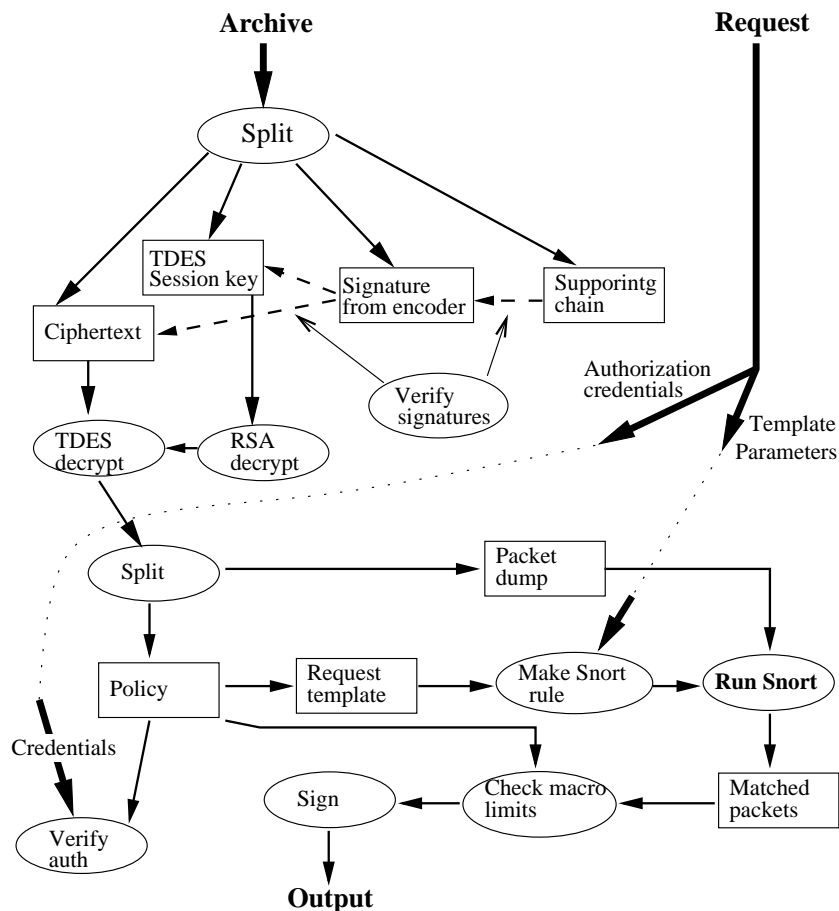 Archive
Request
Split
TDES
Session key
Signature
from encoder
Supporintg
chain
Ciphertext
Verify
signatures
Authorization
credentials
Template
Parameters
TDES
decrypt
RSA
decrypt
Split
Packet
dump
Policy
Request
template
Make Snort
rule
Run Snort
Credentials
Sign
Check macro
limits
Matched
packets
Verify
auth
Output